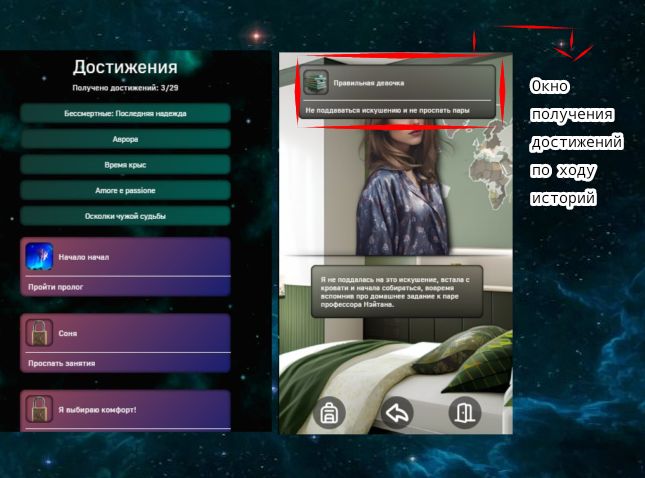 Достижения
Получено достижений: 3/29
Бессмертные: Последняя надежда
Аврора
Время крыс
Amore e passione
Осколки чужой судьбы
Начало начал
Пройти пролог
Соня
Проспать занятия
Я выбираю комфорт!
Правильная девочка
Не поддаваться искушению и не проспать пары
Я не поддалась на это искушение, встала с
кровати и начала собираться, вовремя
вспомнив про домашнее задание к паре
профессора Нэйтана.
Окно
получения
достижений
по ходу
историй